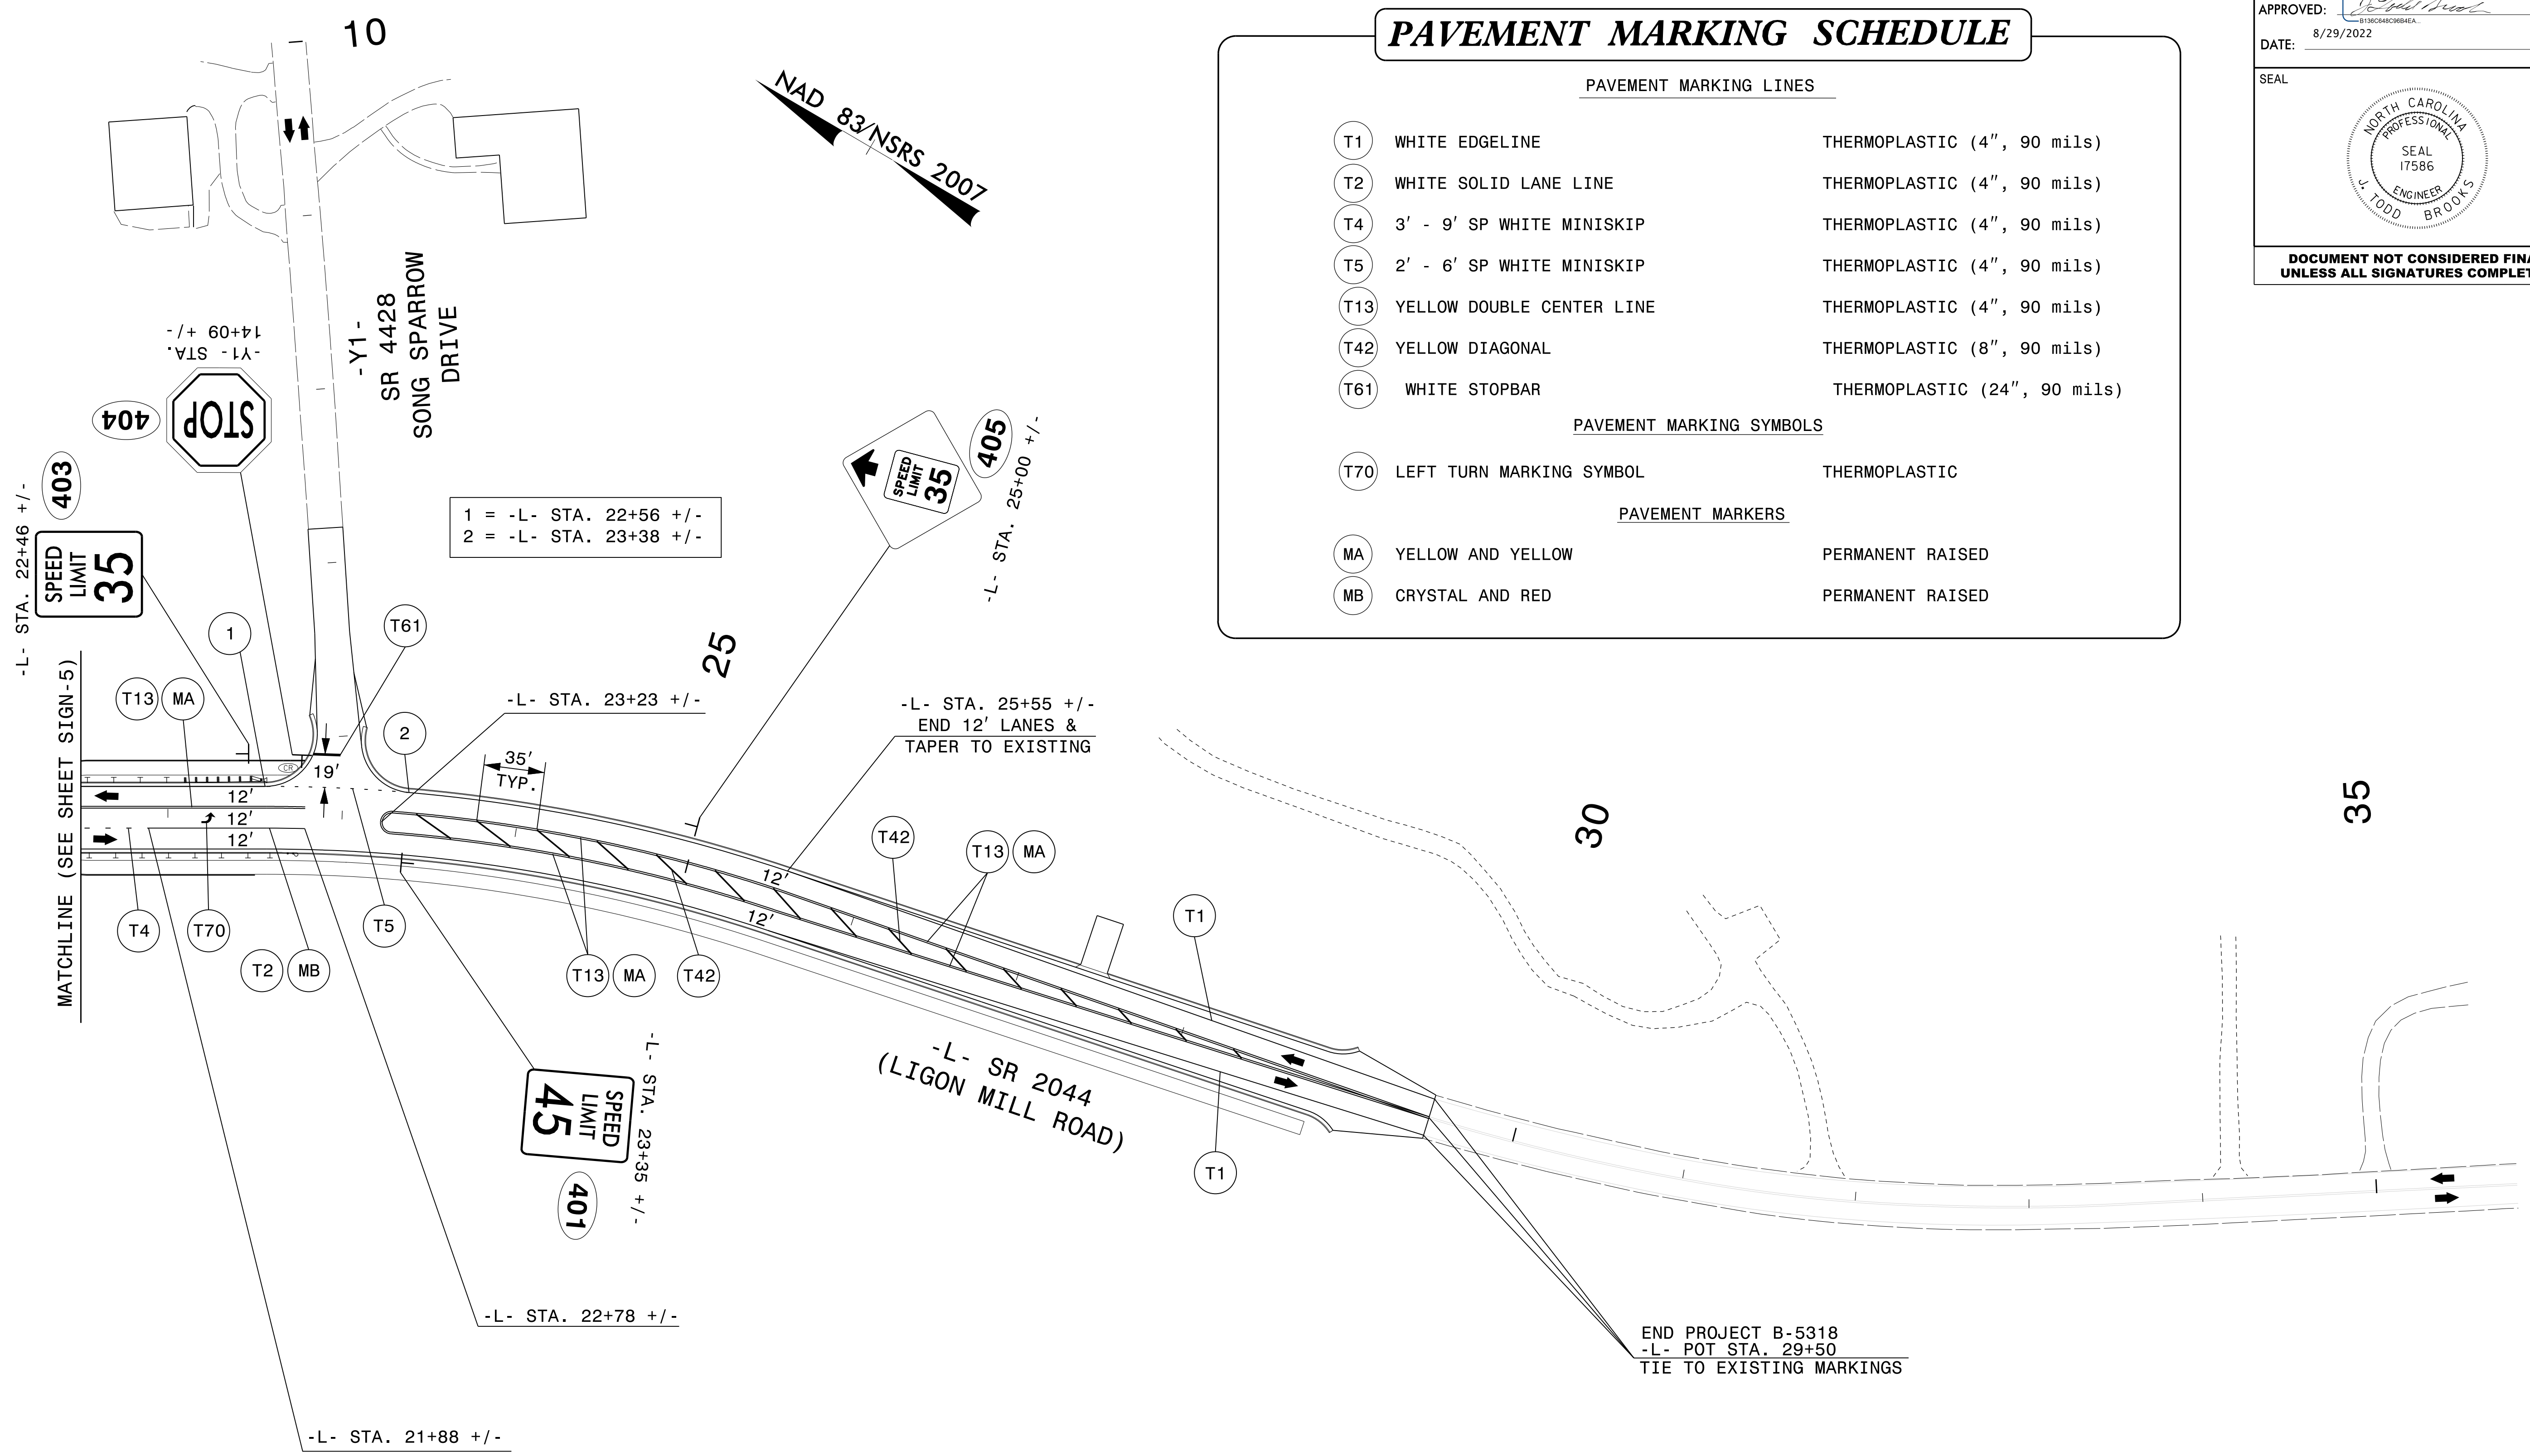 10
NAD 83/NSRS 2007
PAVEMENT MARKING SCHEDULE
PAVEMENT MARKING LINES
T1 WHITE EDGELINE THERMOPLASTIC (4", 90 mils)
T2 WHITE SOLID LANE LINE THERMOPLASTIC (4", 90 mils)
T4 3' - 9' SP WHITE MINISKIP THERMOPLASTIC (4", 90 mils)
T5 2' - 6' SP WHITE MINISKIP THERMOPLASTIC (4", 90 mils)
T13 YELLOW DOUBLE CENTER LINE THERMOPLASTIC (4", 90 mils)
T42 YELLOW DIAGONAL THERMOPLASTIC (8", 90 mils)
T61 WHITE STOPBAR THERMOPLASTIC (24", 90 mils)
PAVEMENT MARKING SYMBOLS
T70 LEFT TURN MARKING SYMBOL THERMOPLASTIC
PAVEMENT MARKERS
MA YELLOW AND YELLOW PERMANENT RAISED
MB CRYSTAL AND RED PERMANENT RAISED
APPROVED:
B136C648C96B4EA...
DATE: 8/29/2022
SEAL
NORTH CAROLINA
PROFESSIONAL
SEAL
17586
ENGINEER
J. TODD BROOKS
DOCUMENT NOT CONSIDERED FINA
UNLESS ALL SIGNATURES COMPLET
-Y1-
SR 4428
SONG SPARROW
DRIVE
-Y1- STA.
14+09 +/-
STOP
404
403
-L- STA. 22+46 +/-
SPEED
LIMIT
35
1 = -L- STA. 22+56 +/-
2 = -L- STA. 23+38 +/-
SPEED
LIMIT
35
405
-L- STA. 25+00 +/-
1
T61
25
T13 MA
2
-L- STA. 23+23 +/-
-L- STA. 25+55 +/-
END 12' LANES &
TAPER TO EXISTING
MATCHLINE (SEE SHEET SIGN-5)
CR
19'
35'
TYP.
12'
12'
12'
12'
12'
T42
T13 MA
30
35
T4
T70
T5
T2 MB
T13 MA
T42
T1
-L- SR 2044
(LIGON MILL ROAD)
T1
SPEED
LIMIT
45
401
-L- STA. 23+35 +/-
-L- STA. 22+78 +/-
END PROJECT B-5318
-L- POT STA. 29+50
TIE TO EXISTING MARKINGS
-L- STA. 21+88 +/-